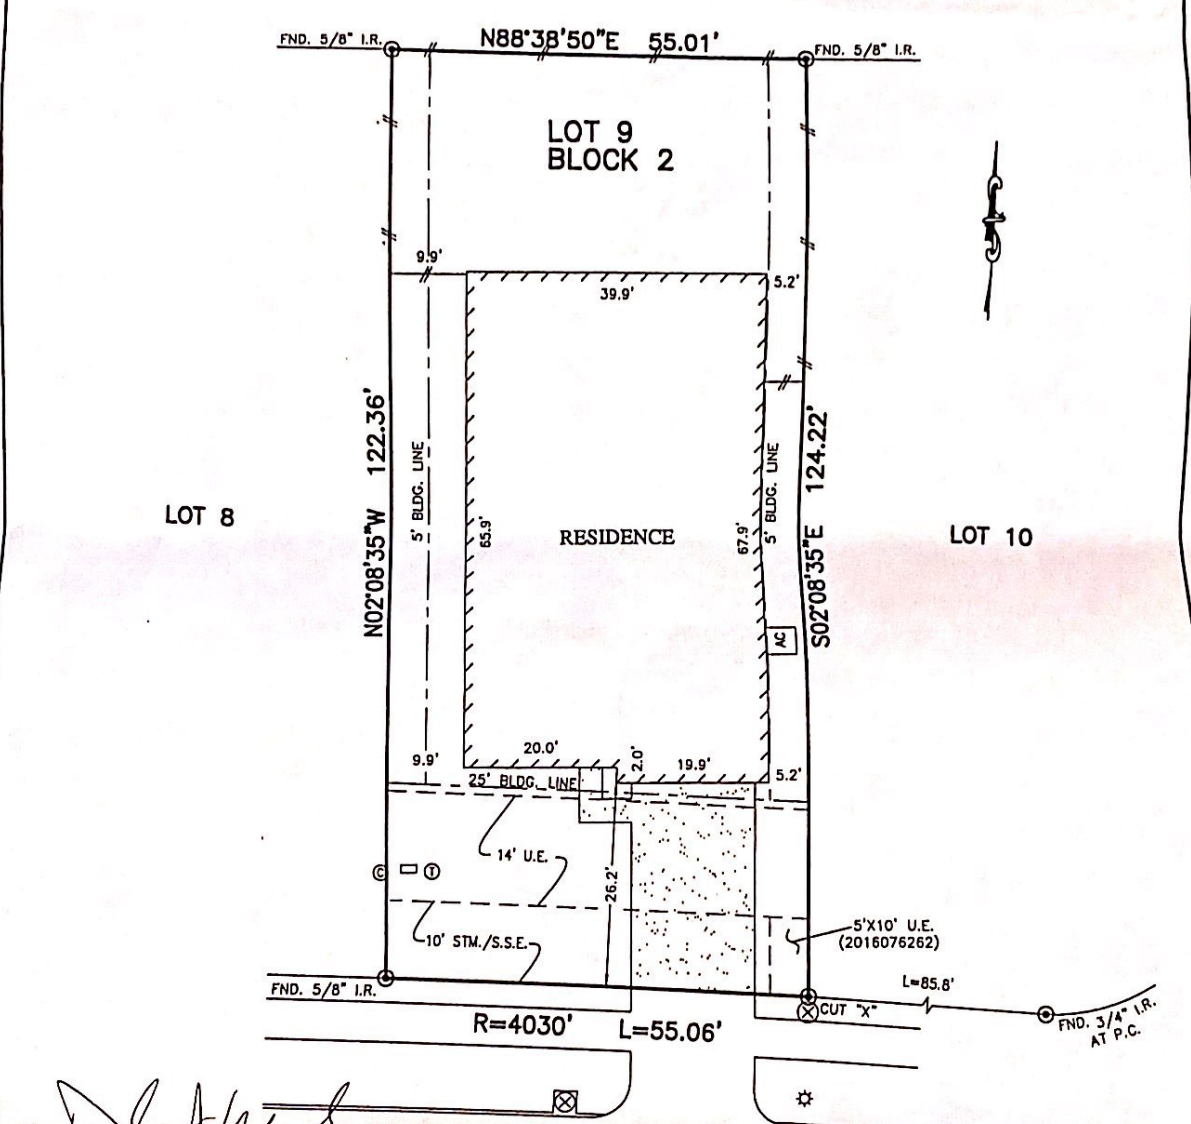 FND. 5/8" I.R.
N88°38'50"E 55.01'
FND. 5/8" I.R.
LOT 9
BLOCK 2
9.9'
39.9'
5.2'
N02°08'35"W 122.36'
5' BLDG. LINE
65.9'
RESIDENCE
67.9'
5' BLDG. LINE
S02°08'35"E 124.22'
LOT 8
LOT 10
AC
9.9'
20.0'
2.0'
19.9'
5.2'
25' BLDG. LINE
14' U.E.
C
T
26.2'
10' STM./S.S.E.
5'X10' U.E.
(2016076262)
FND. 5/8" I.R.
L=85.8'
CUT "X"
FND. 3/4" I.R.
AT P.C.
R=4030' L=55.06'